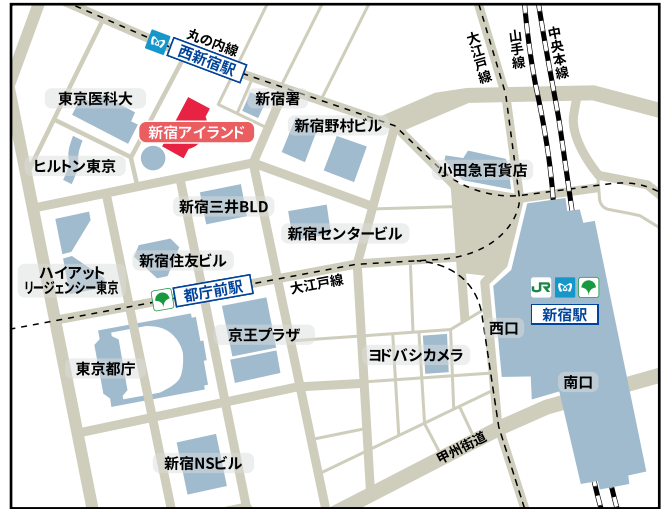 丸の内線
西新宿駅
大江戸線
山手線
中央本線
東京医科大
新宿署
新宿アイランド
新宿野村ビル
ヒルトン東京
小田急百貨店
新宿三井BLD
新宿センタービル
新宿住友ビル
ハイアット
リージェンシー東京
都庁前駅
大江戸線
JR
新宿駅
西口
京王プラザ
ヨドバシカメラ
東京都庁
南口
甲州街道
新宿NSビル